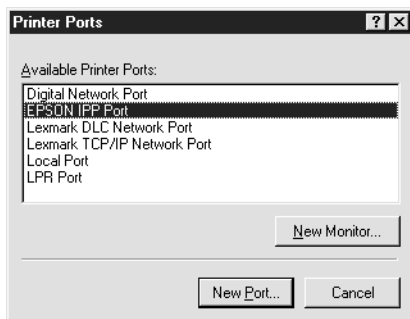 Printer Ports
Available Printer Ports:
Digital Network Port
EPSON IPP Port
Lexmark DLC Network Port
Lexmark TCP/IP Network Port
Local Port
LPR Port
New Monitor...
New Port...
Cancel